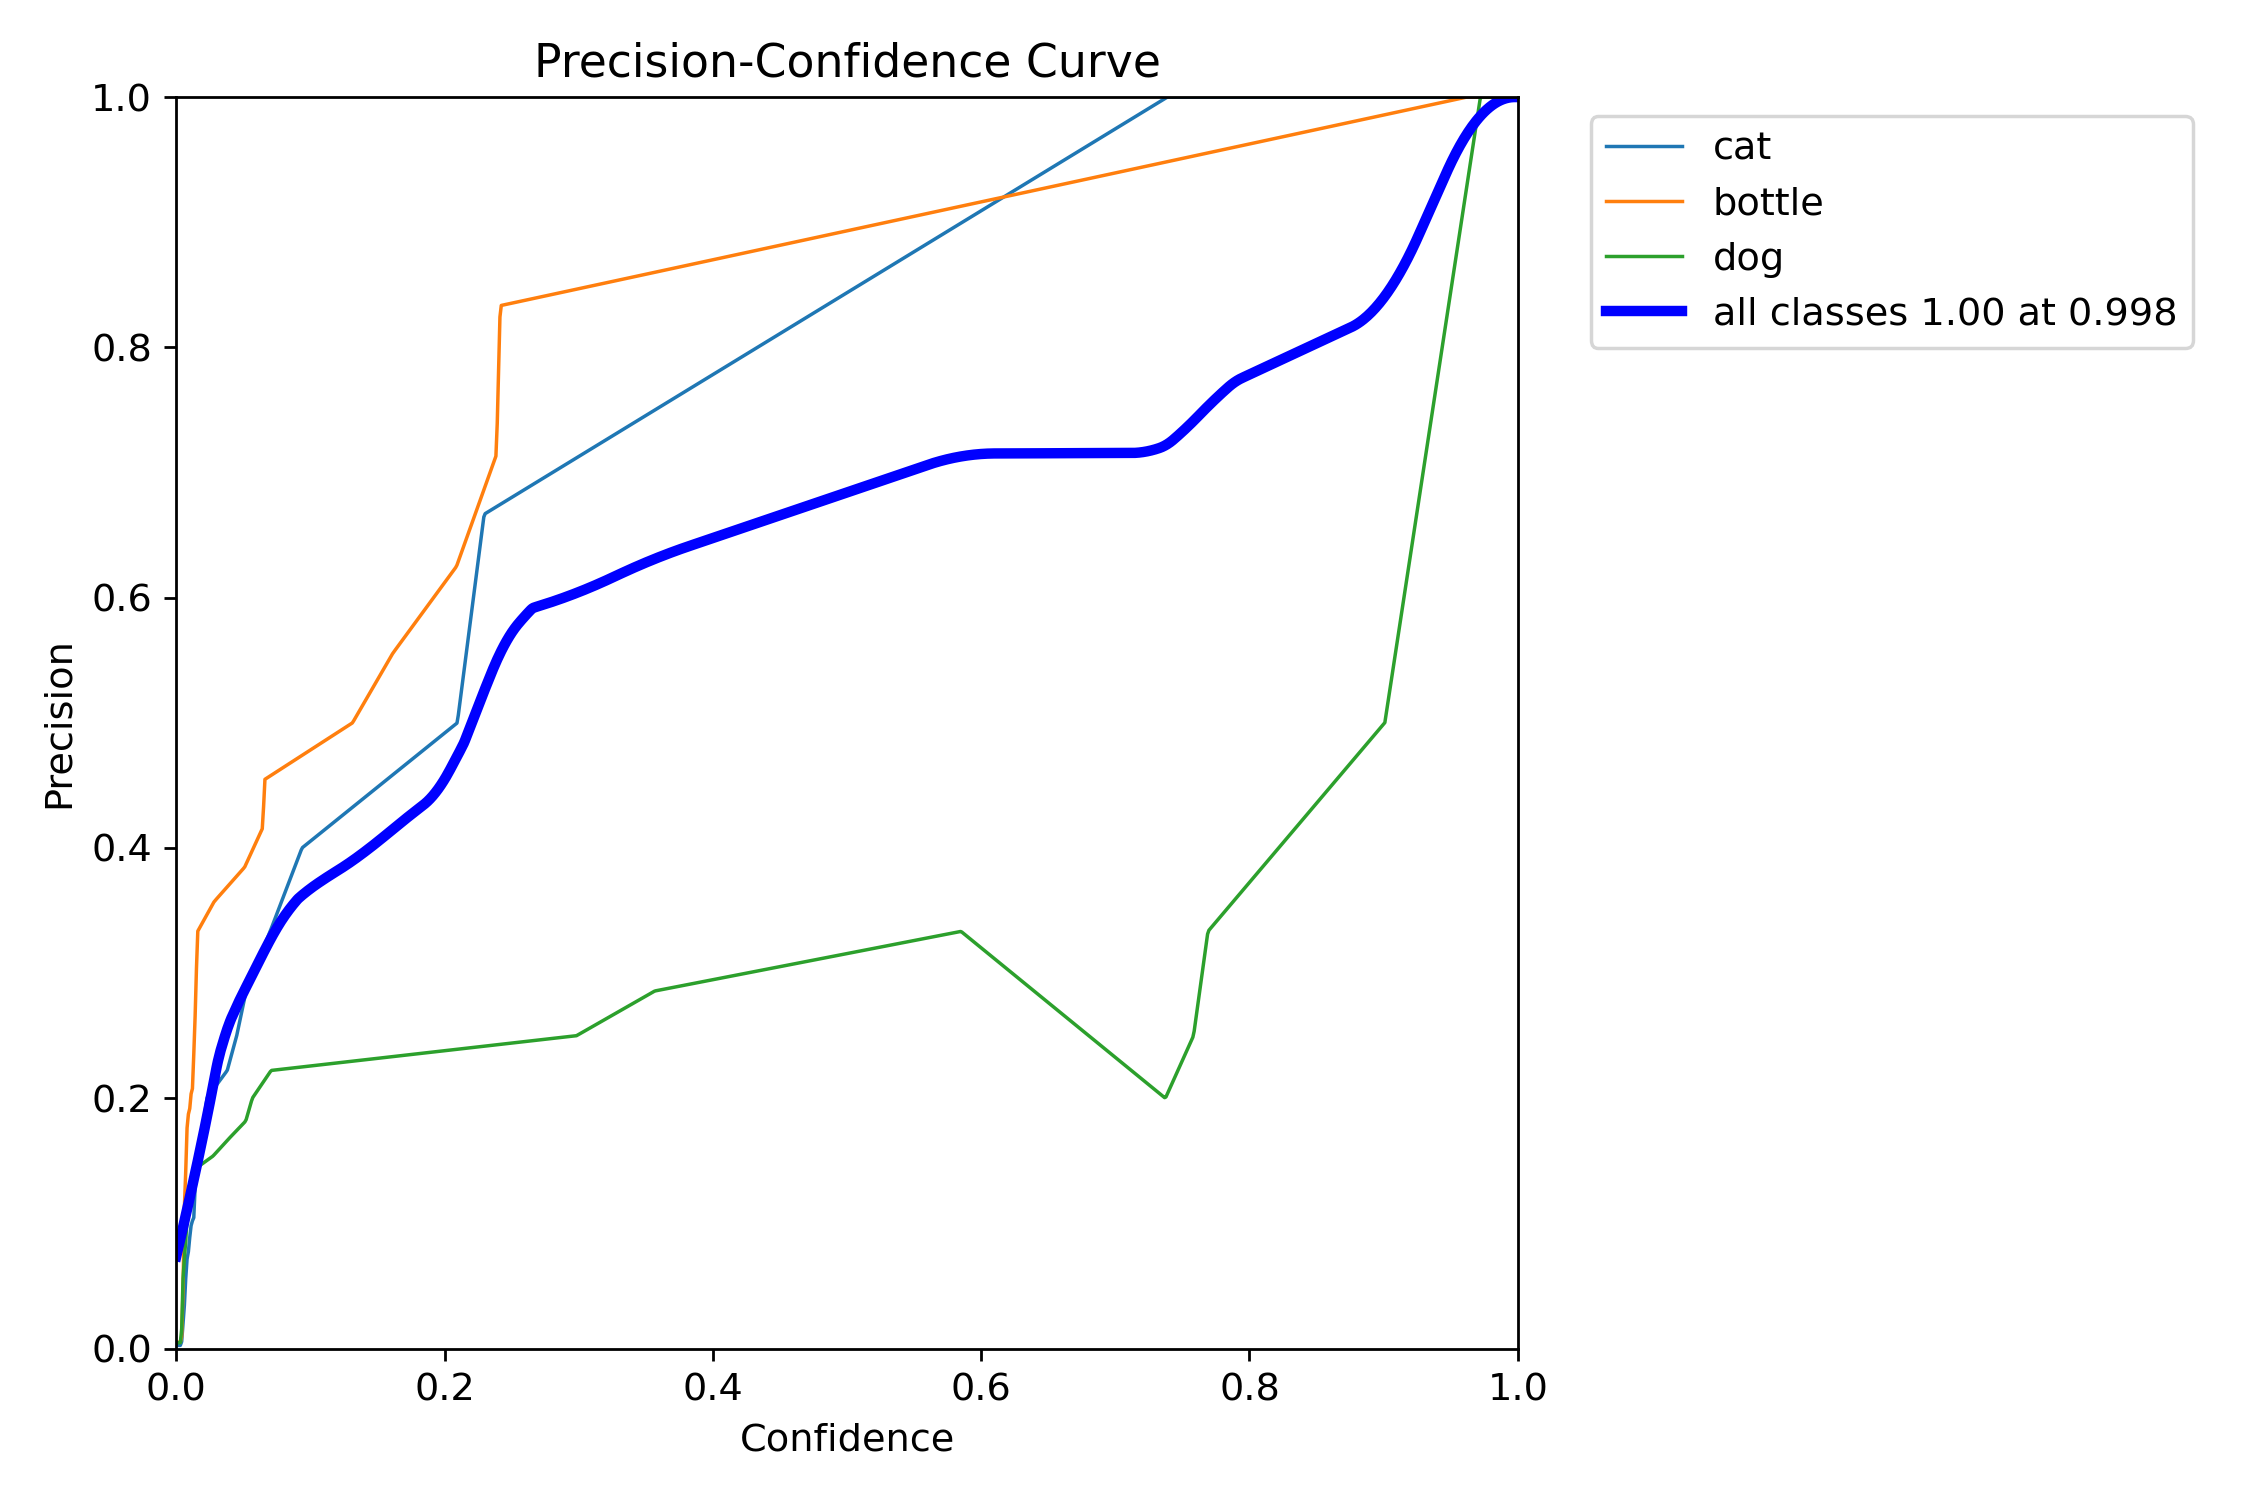 Precision-Confidence Curve
1.0
0.8
0.6
0.4
0.2
0.0
Precision
0.0 0.2 0.4 0.6 0.8 1.0
Confidence
cat
bottle
dog
all classes 1.00 at 0.998